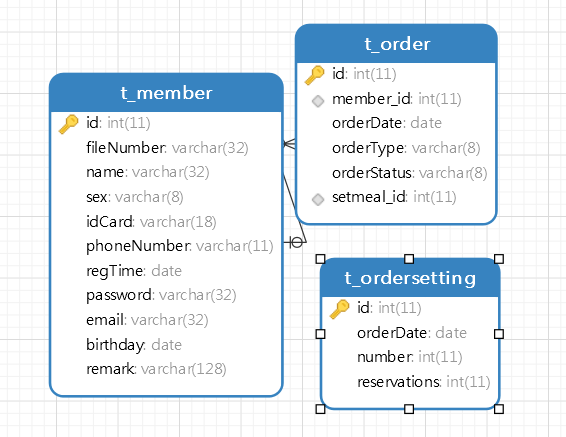 t_member
id: int(11)
fileNumber: varchar(32)
name: varchar(32)
sex: varchar(8)
idCard: varchar(18)
phoneNumber: varchar(11)
regTime: date
password: varchar(32)
email: varchar(32)
birthday: date
remark: varchar(128)
t_order
id: int(11)
member_id: int(11)
orderDate: date
orderType: varchar(8)
orderStatus: varchar(8)
setmeal_id: int(11)
t_ordersetting
id: int(11)
orderDate: date
number: int(11)
reservations: int(11)